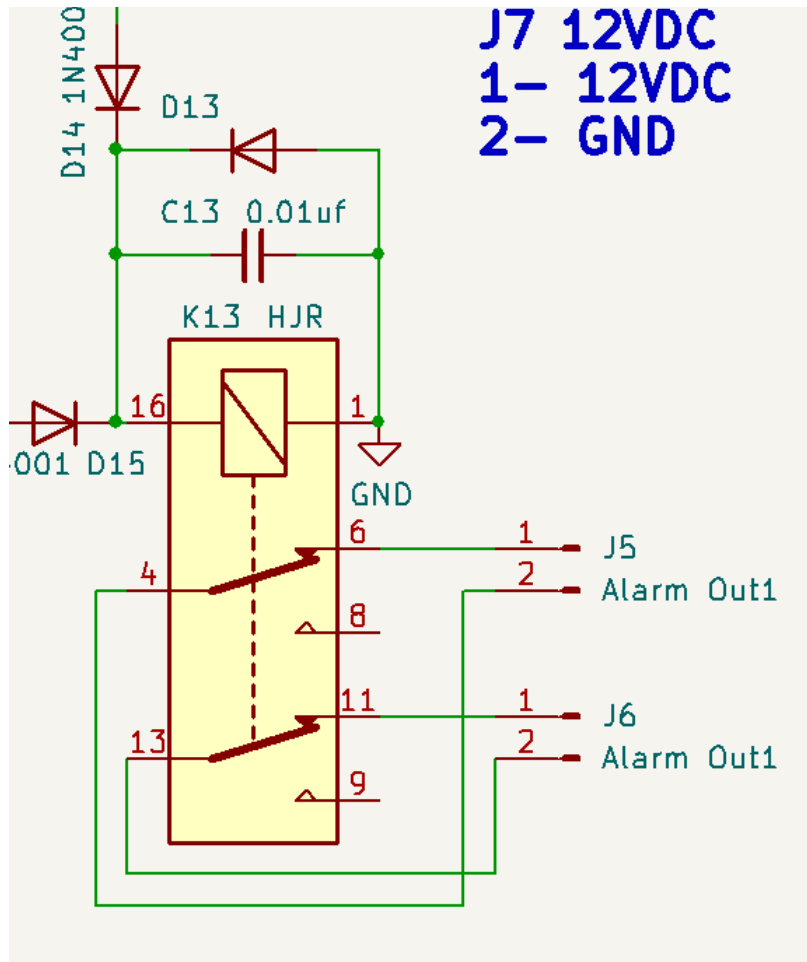 J7 12VDC
1– 12VDC
2– GND
D14 1N400
D13
C13 0.01uf
K13 HJR
16
1
001 D15
GND
6
1
J5
4
2
Alarm Out1
8
11
1
J6
13
2
Alarm Out1
9